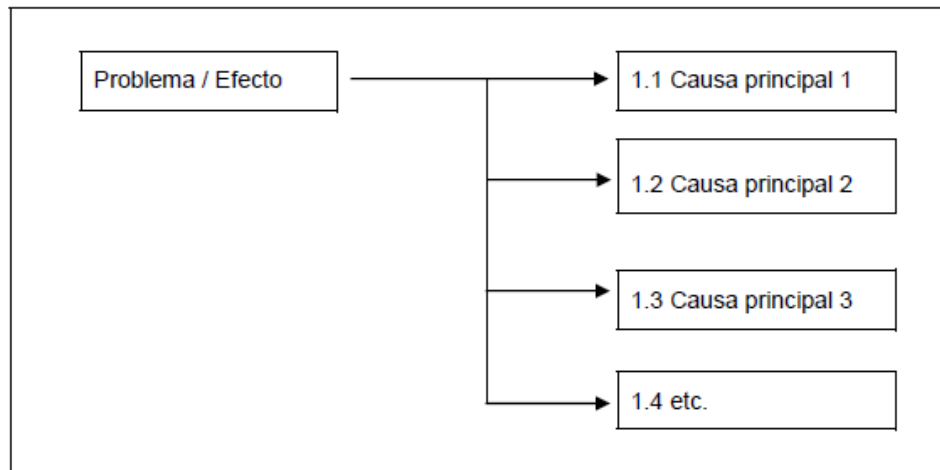 Problema / Efecto
1.1 Causa principal 1
1.2 Causa principal 2
1.3 Causa principal 3
1.4 etc.